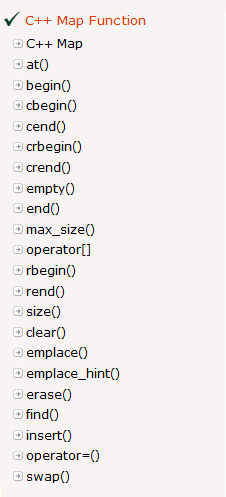 C++ Map Function
C++ Map
at()
begin()
cbegin()
cend()
crbegin()
crend()
empty()
end()
max_size()
operator[]
rbegin()
rend()
size()
clear()
emplace()
emplace_hint()
erase()
find()
insert()
operator=()
swap()